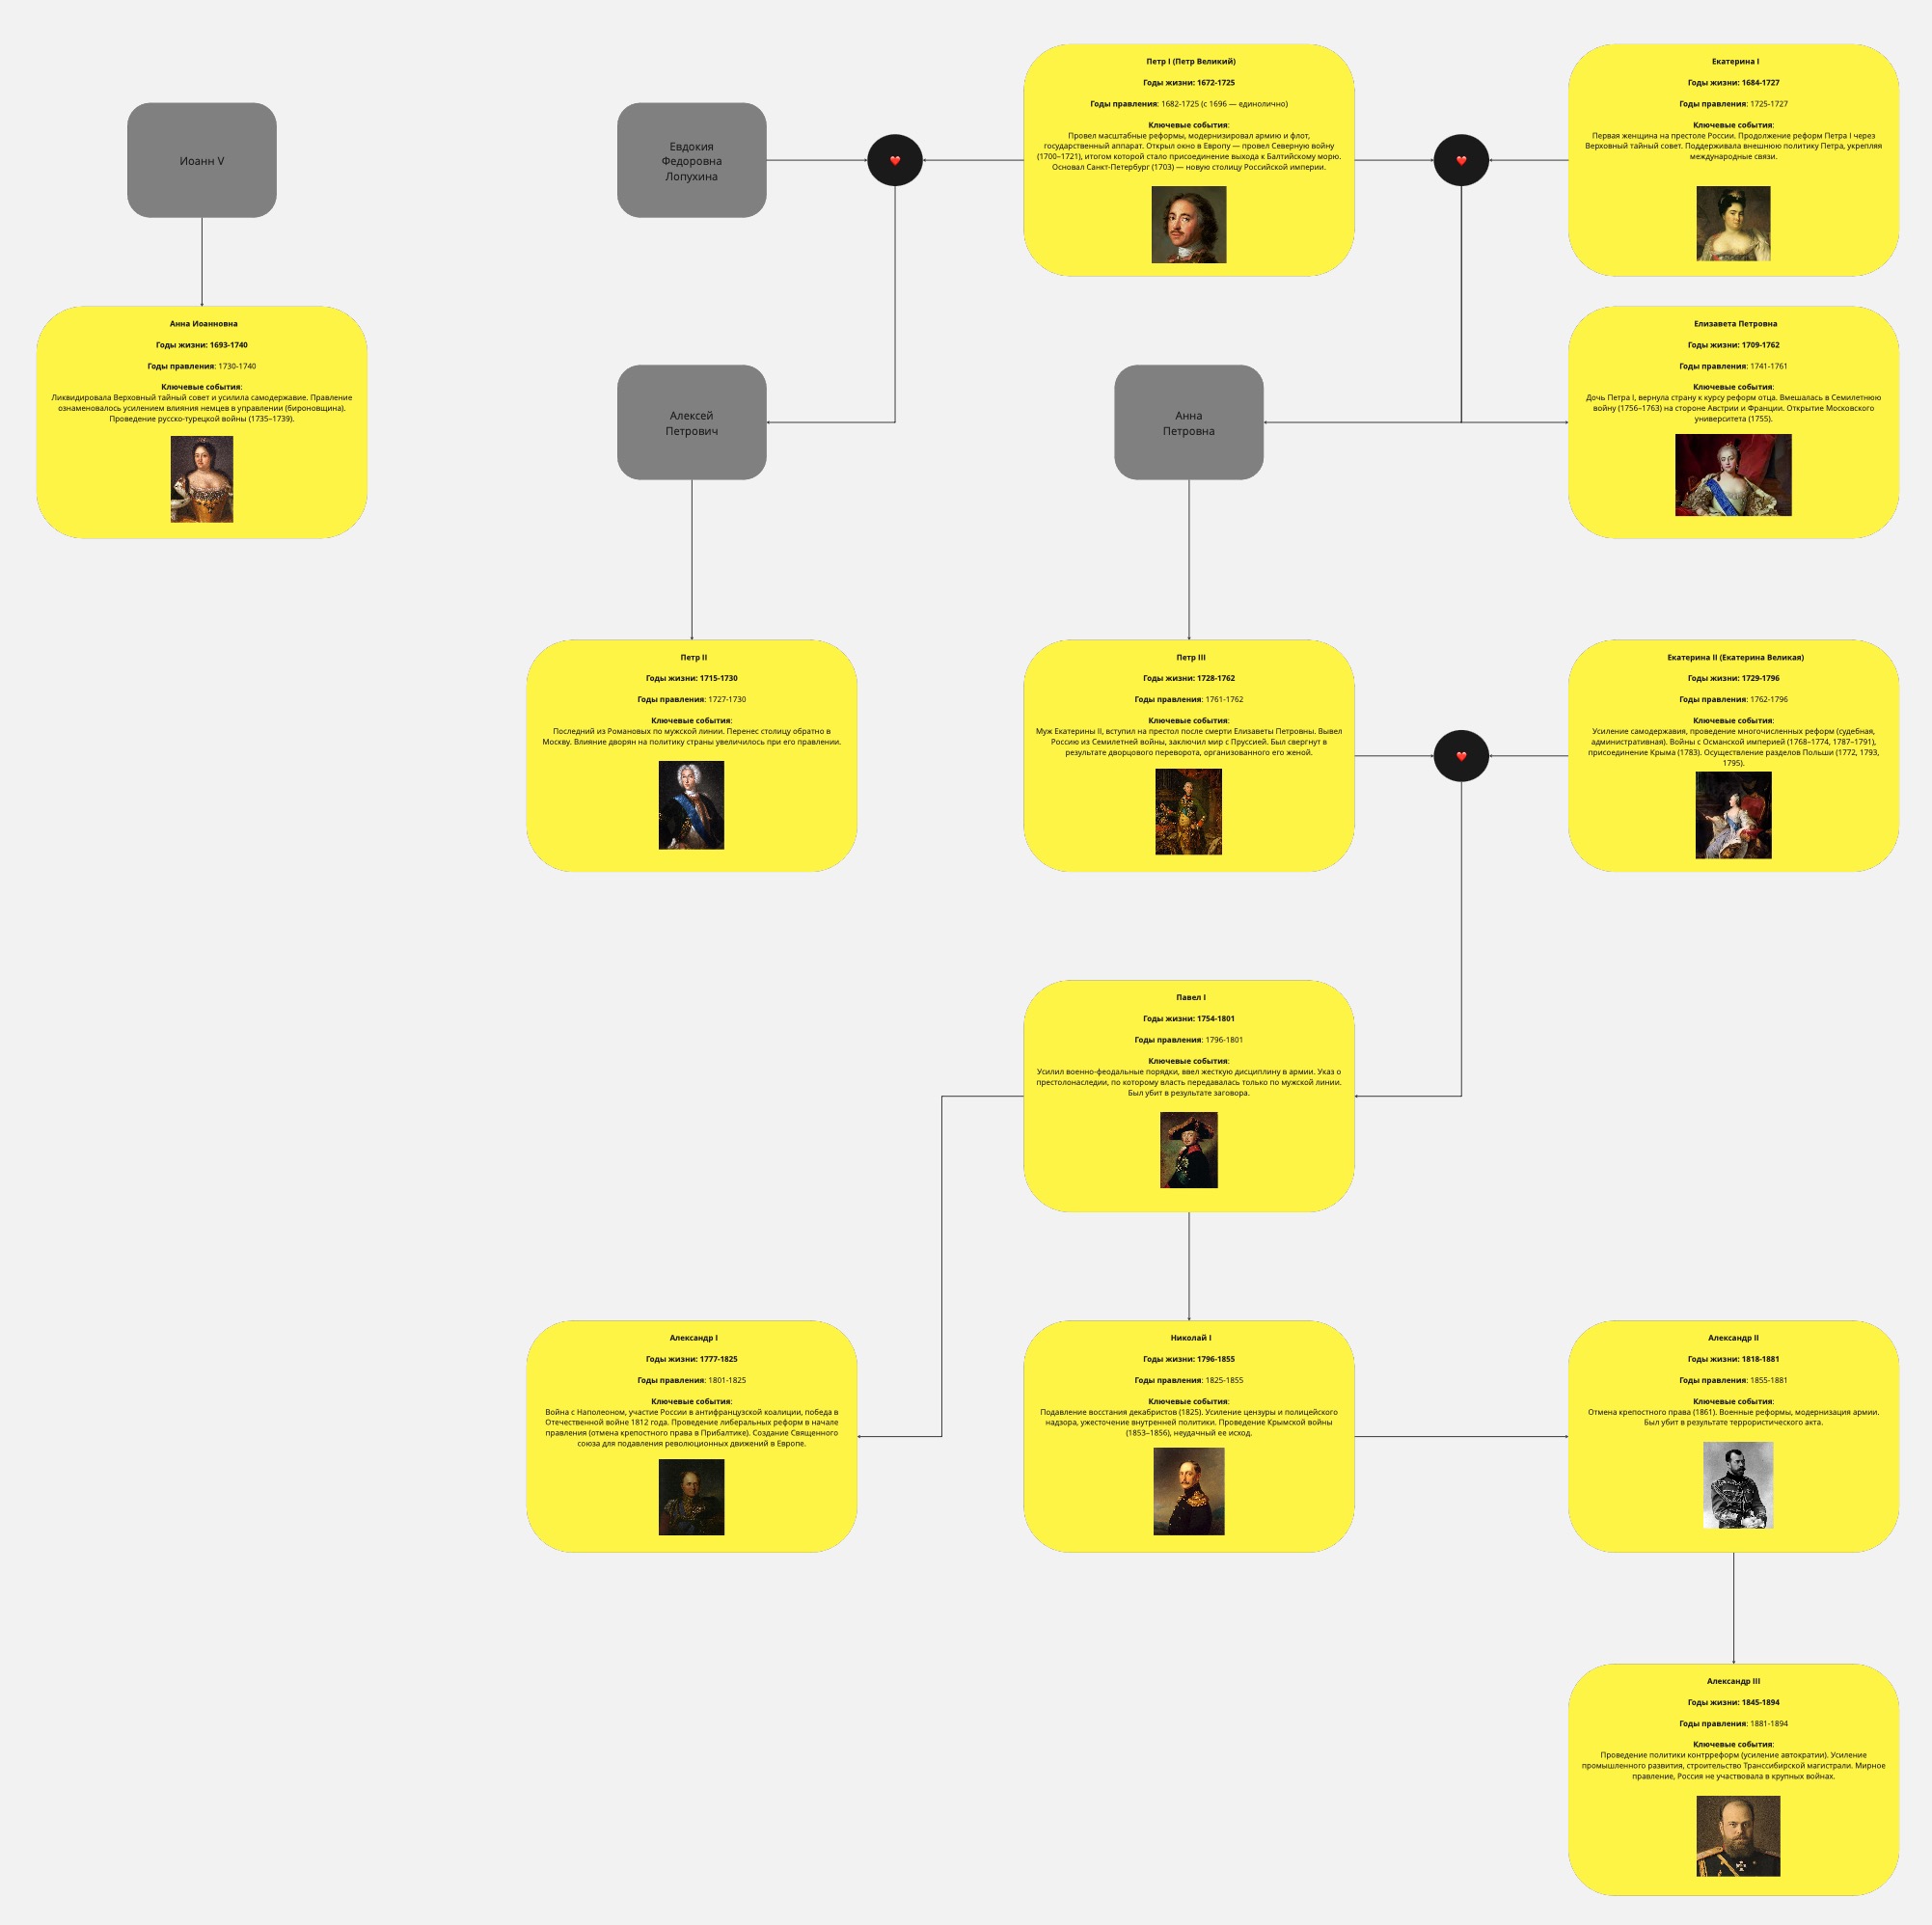 Иоанн V
Евдокия
Федоровна
Лопухина
Петр I (Петр Великий)
Годы жизни: 1672-1725
Годы правления: 1682-1725 (с 1696 — единолично)
Ключевые события:
Провел масштабные реформы, модернизировал армию и флот,
государственный аппарат. Открыл окно в Европу — провел Северную войну
(1700–1721), итогом которой стало присоединение выхода к Балтийскому морю.
Основал Санкт-Петербург (1703) — новую столицу Российской империи.
Екатерина I
Годы жизни: 1684-1727
Годы правления: 1725-1727
Ключевые события:
Первая женщина на престоле России. Продолжение реформ Петра I через
Верховный тайный совет. Поддерживала внешнюю политику Петра, укрепляя
международные связи.
Анна Иоанновна
Годы жизни: 1693-1740
Годы правления: 1730-1740
Ключевые события:
Ликвидировала Верховный тайный совет и усилила самодержавие. Правление
ознаменовалось усилением влияния немцев в управлении (бироновщина).
Проведение русско-турецкой войны (1735–1739).
Алексей
Петрович
Анна
Петровна
Елизавета Петровна
Годы жизни: 1709-1762
Годы правления: 1741-1761
Ключевые события:
Дочь Петра I, вернула страну к курсу реформ отца. Вмешалась в Семилетнюю
войну (1756–1763) на стороне Австрии и Франции. Открытие Московского
университета (1755).
Петр II
Годы жизни: 1715-1730
Годы правления: 1727-1730
Ключевые события:
Последний из Романовых по мужской линии. Перенес столицу обратно в
Москву. Влияние дворян на политику страны увеличилось при его правлении.
Петр III
Годы жизни: 1728-1762
Годы правления: 1761-1762
Ключевые события:
Муж Екатерины II, вступил на престол после смерти Елизаветы Петровны. Вывел
Россию из Семилетней войны, заключил мир с Пруссией. Был свергнут в
результате дворцового переворота, организованного его женой.
Екатерина II (Екатерина Великая)
Годы жизни: 1729-1796
Годы правления: 1762-1796
Ключевые события:
Усиление самодержавия, проведение многочисленных реформ (судебная,
административная). Войны с Османской империей (1768–1774, 1787–1791),
присоединение Крыма (1783). Осуществление разделов Польши (1772, 1793,
1795).
Павел I
Годы жизни: 1754-1801
Годы правления: 1796-1801
Ключевые события:
Усилил военно-феодальные порядки, ввел жесткую дисциплину в армии. Указ о
престолонаследии, по которому власть передавалась только по мужской линии.
Был убит в результате заговора.
Александр I
Годы жизни: 1777-1825
Годы правления: 1801-1825
Ключевые события:
Война с Наполеоном, участие России в антифранцузской коалиции, победа в
Отечественной войне 1812 года. Проведение либеральных реформ в начале
правления (отмена крепостного права в Прибалтике). Создание Священного
союза для подавления революционных движений в Европе.
Николай I
Годы жизни: 1796-1855
Годы правления: 1825-1855
Ключевые события:
Подавление восстания декабристов (1825). Усиление цензуры и полицейского
надзора, ужесточение внутренней политики. Проведение Крымской войны
(1853–1856), неудачный ее исход.
Александр II
Годы жизни: 1818-1881
Годы правления: 1855-1881
Ключевые события:
Отмена крепостного права (1861). Военные реформы, модернизация армии.
Был убит в результате террористического акта.
Александр III
Годы жизни: 1845-1894
Годы правления: 1881-1894
Ключевые события:
Проведение политики контрреформ (усиление автократии). Усиление
промышленного развития, строительство Транссибирской магистрали. Мирное
правление, Россия не участвовала в крупных войнах.